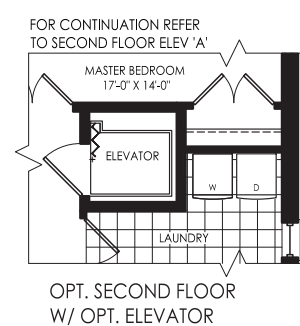 FOR CONTINUATION REFER
TO SECOND FLOOR ELEV 'A'
MASTER BEDROOM
17'-0" X 14'-0"
ELEVATOR
W
D
LAUNDRY
OPT. SECOND FLOOR
W/ OPT. ELEVATOR